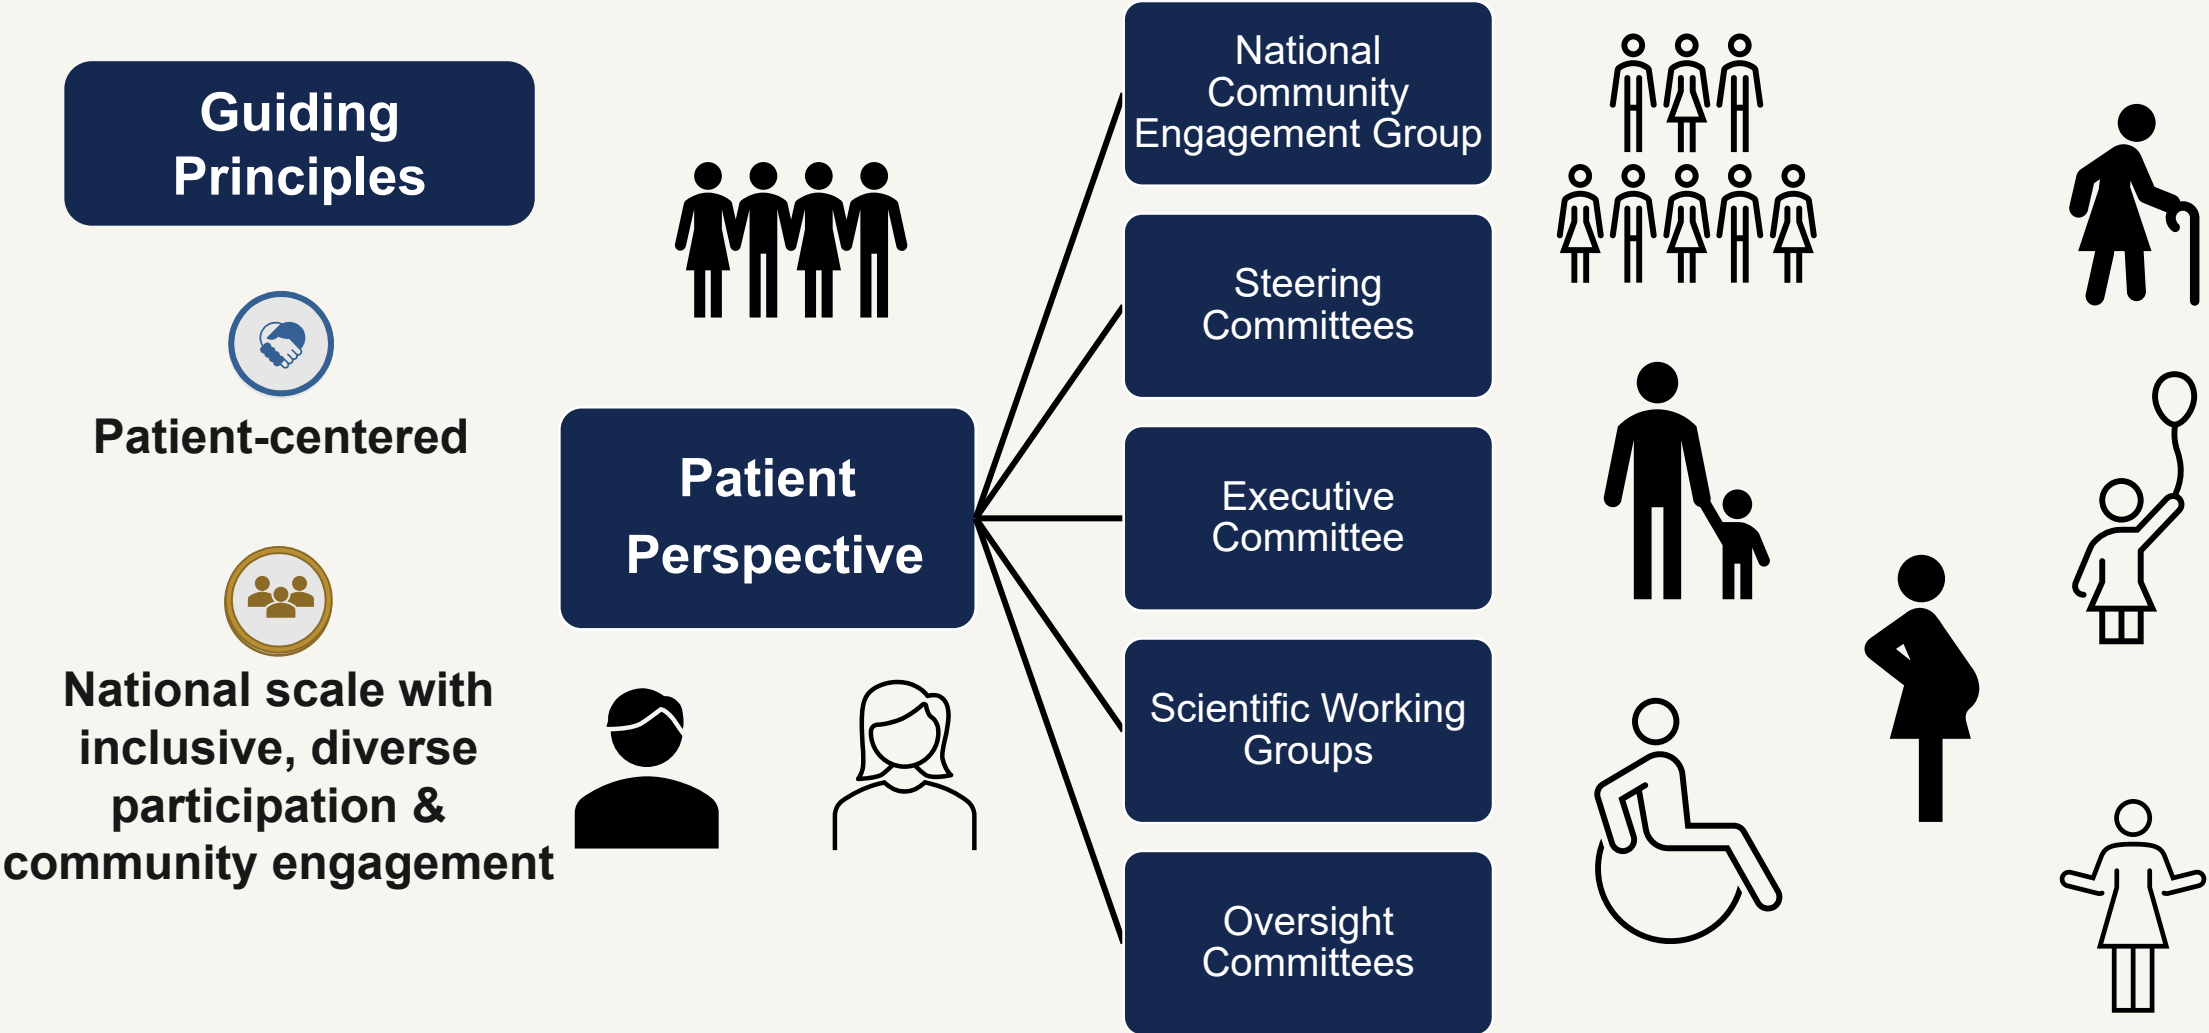 Guiding
Principles
Patient-centered
National scale with
inclusive, diverse
participation &
community engagement
Patient
Perspective
National
Community
Engagement Group
Steering
Committees
Executive
Committee
Scientific Working
Groups
Oversight
Committees